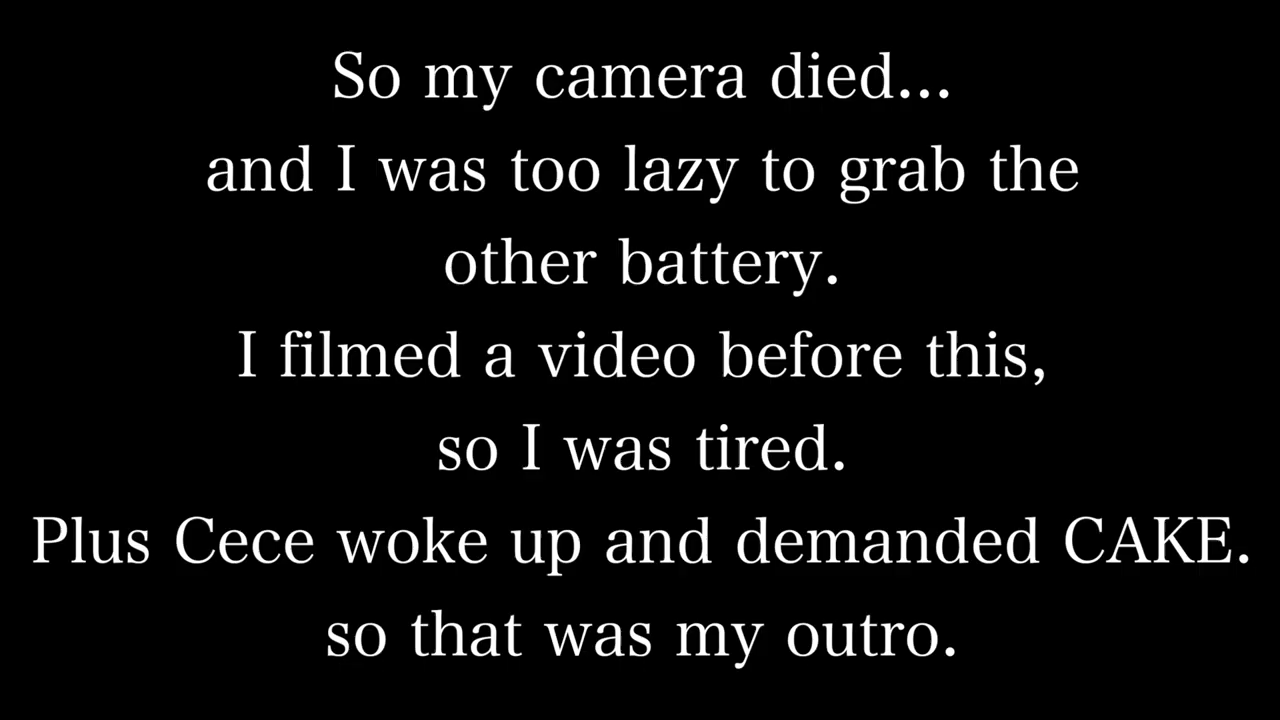 So my camera died...
and I was too lazy to grab the
other battery.
I filmed a video before this,
so I was tired.
Plus Cece woke up and demanded CAKE.
so that was my outro.